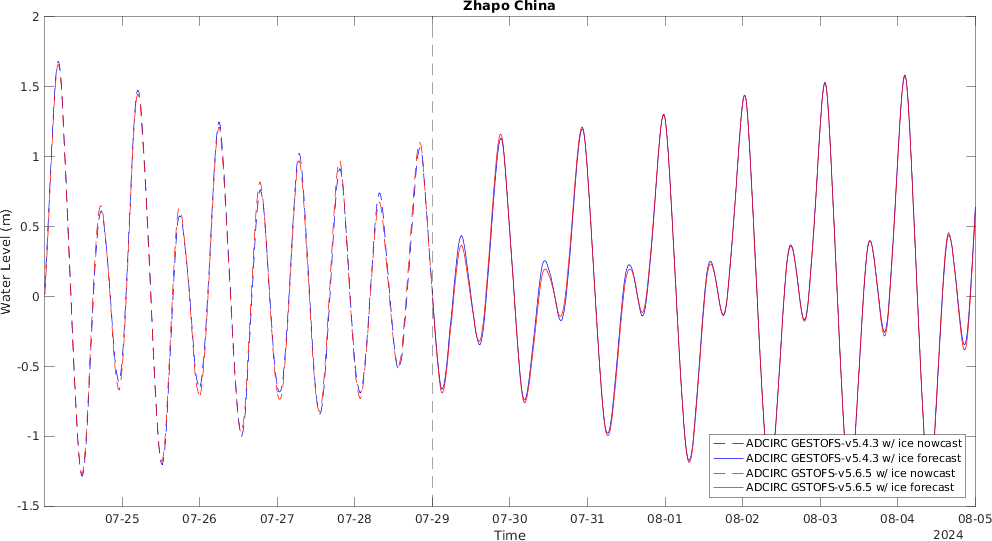 Zhapo China
2
1.5
1
0.5
0
-0.5
-1
-1.5
Water Level (m)
07-25 07-26 07-27 07-28 07-29 07-30 07-31 08-01 08-02 08-03 08-04 08-05
Time
2024
ADCIRC GESTOFS-v5.4.3 w/ ice nowcast
ADCIRC GESTOFS-v5.4.3 w/ ice forecast
ADCIRC GSTOFS-v5.6.5 w/ ice nowcast
ADCIRC GSTOFS-v5.6.5 w/ ice forecast